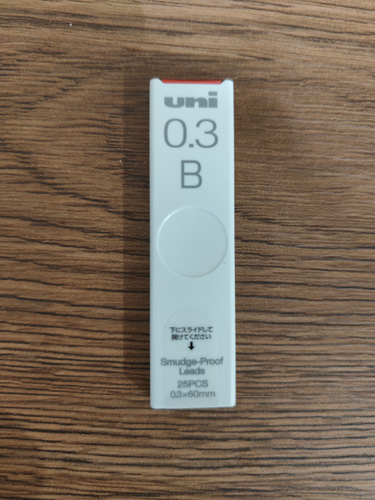 uni
0.3
B
下にスライドして
開けてください
Smudge-Proof
Leads
25PCS
0.3×60mm